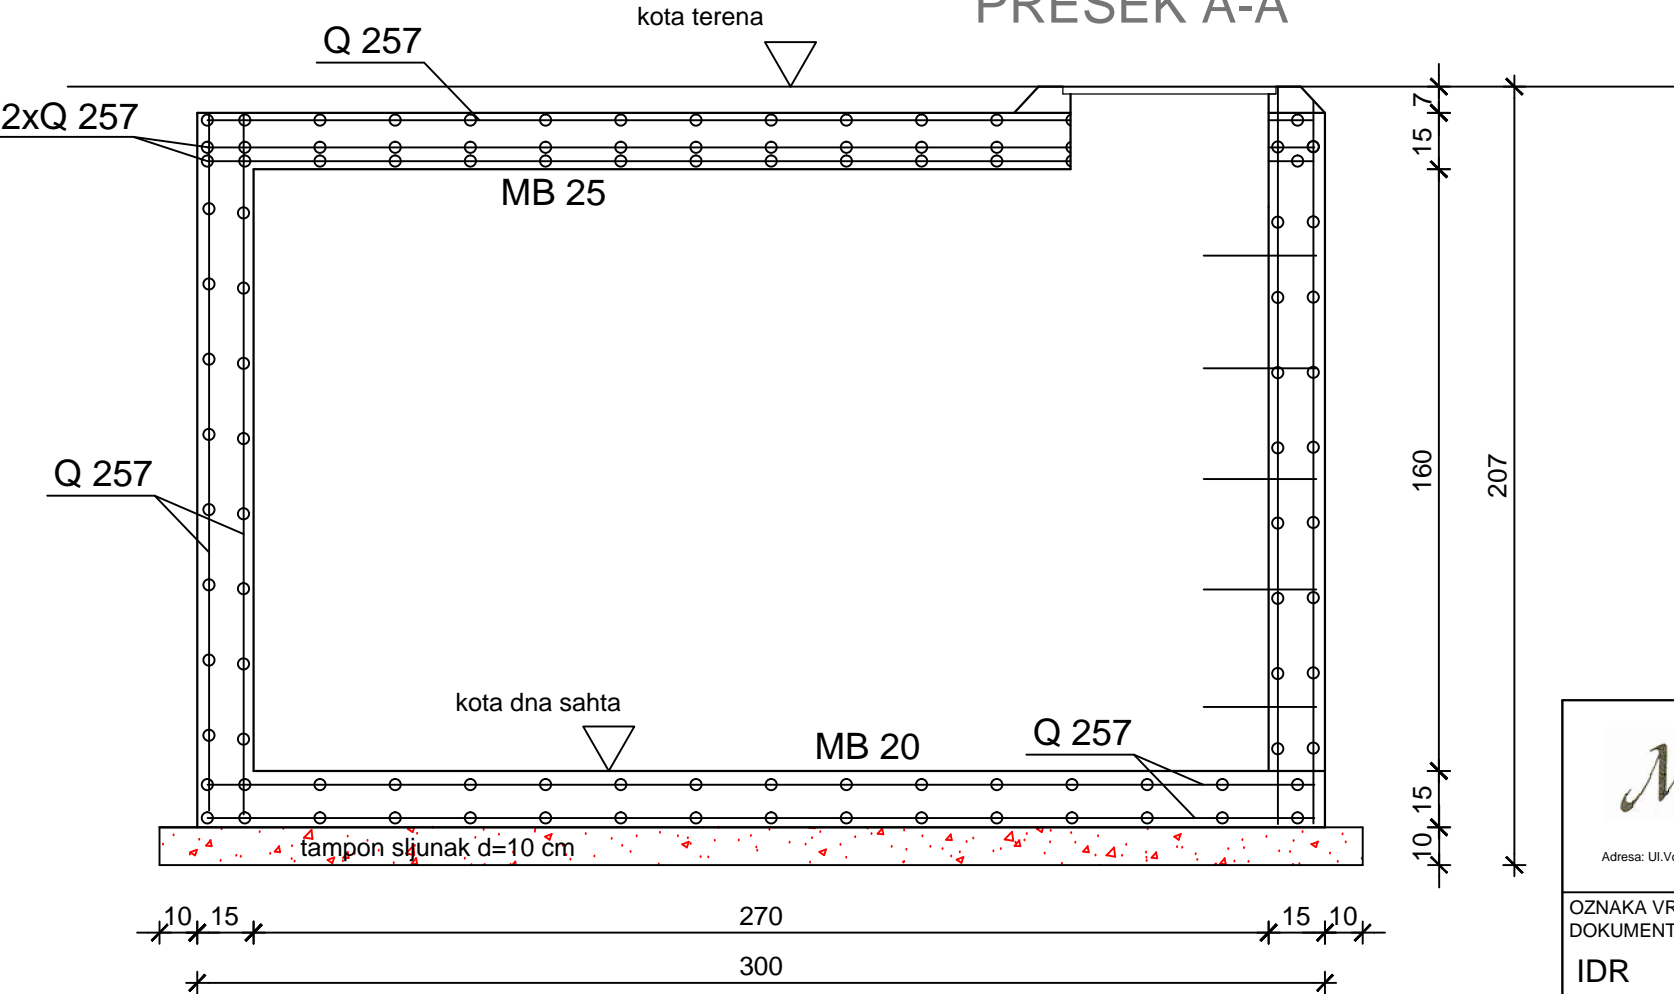 PRESEK A-A
kota terena
Q 257
2xQ 257
7
15
MB 25
160
207
Q 257
kota dna sahta
MB 20
Q 257
15
10
tampon sljunak d=10 cm
10 15 270 15 10
300
OZNAKA
DOKUMENT
IDR
Adresa: Ul.